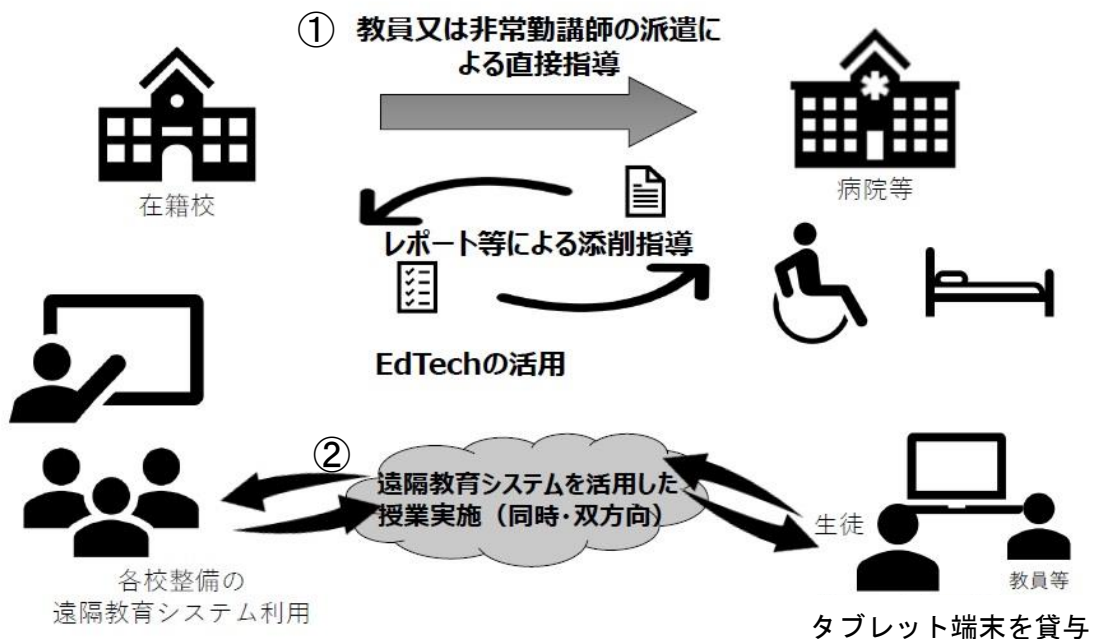 ① 教員又は非常勤講師の派遣に
よる直接指導
在籍校
病院等
レポート等による添削指導
EdTechの活用
②
遠隔教育システムを活用した
授業実施（同時・双方向）
生徒
教員等
各校整備の
遠隔教育システム利用
タブレット端末を貸与